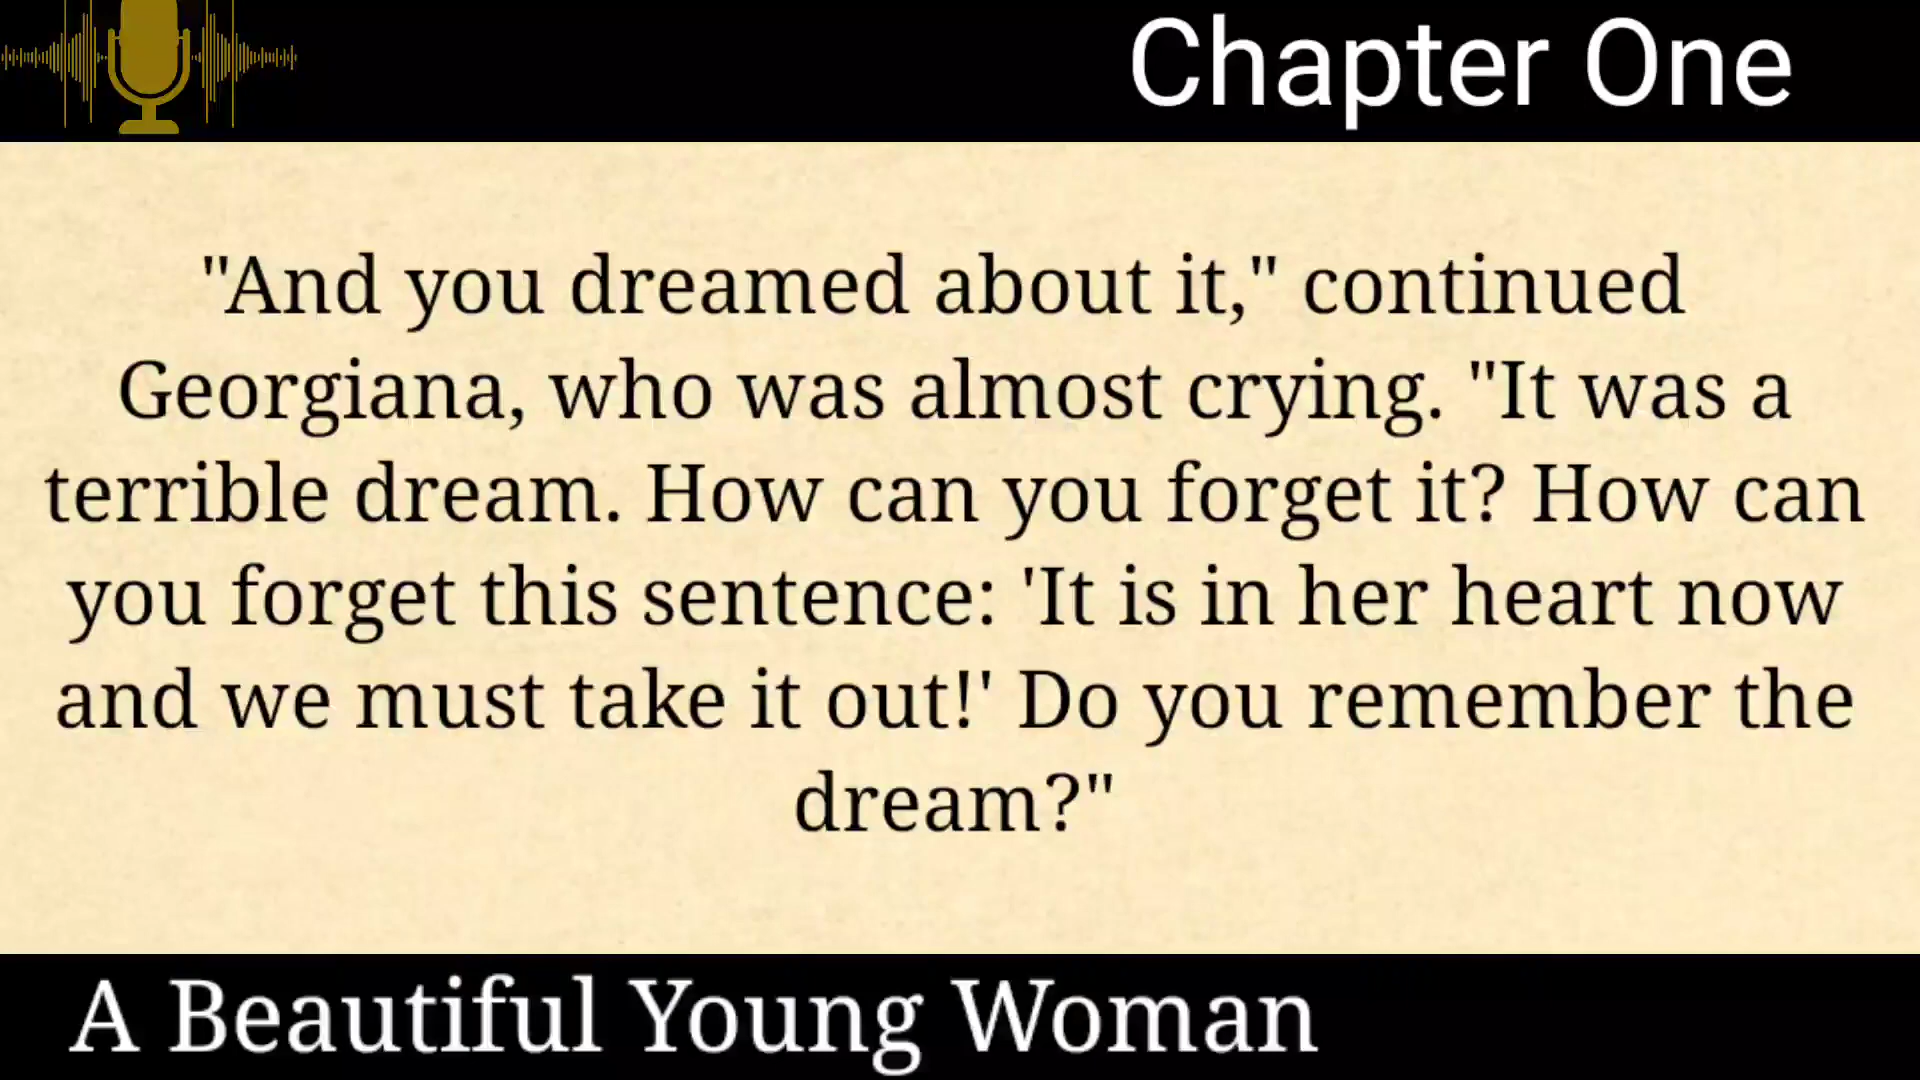 Chapter One
"And you dreamed about it," continued
Georgiana, who was almost crying. "It was a
terrible dream. How can you forget it? How can
you forget this sentence: 'It is in her heart now
and we must take it out!' Do you remember the
dream?"
A Beautiful Young Woman